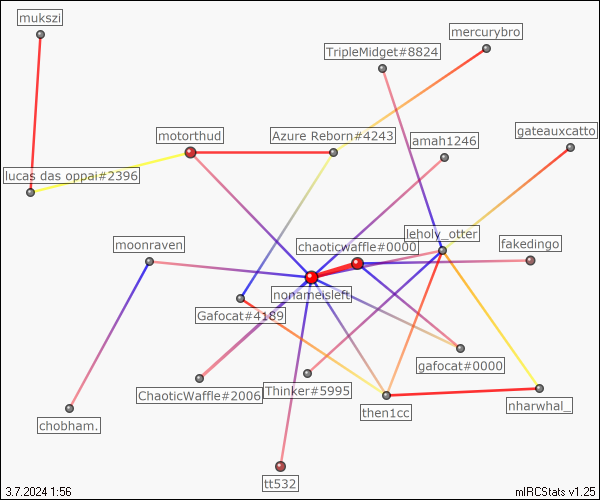 mukszi
mercurybro
TripleMidget#8824
motorthud
Azure Reborn#4243
amah1246
gateauxcatto
lucas das oppai#2396
leholy_otter
moonraven
chaoticwaffle#0000
fakedingo
nonameisleft
Gafocat#4189
gafocat#0000
ChaoticWaffle#2006
Thinker#5995
then1cc
nharwhal_
chobham.
tt532
3.7.2024 1:56
mIRCStats v1.25